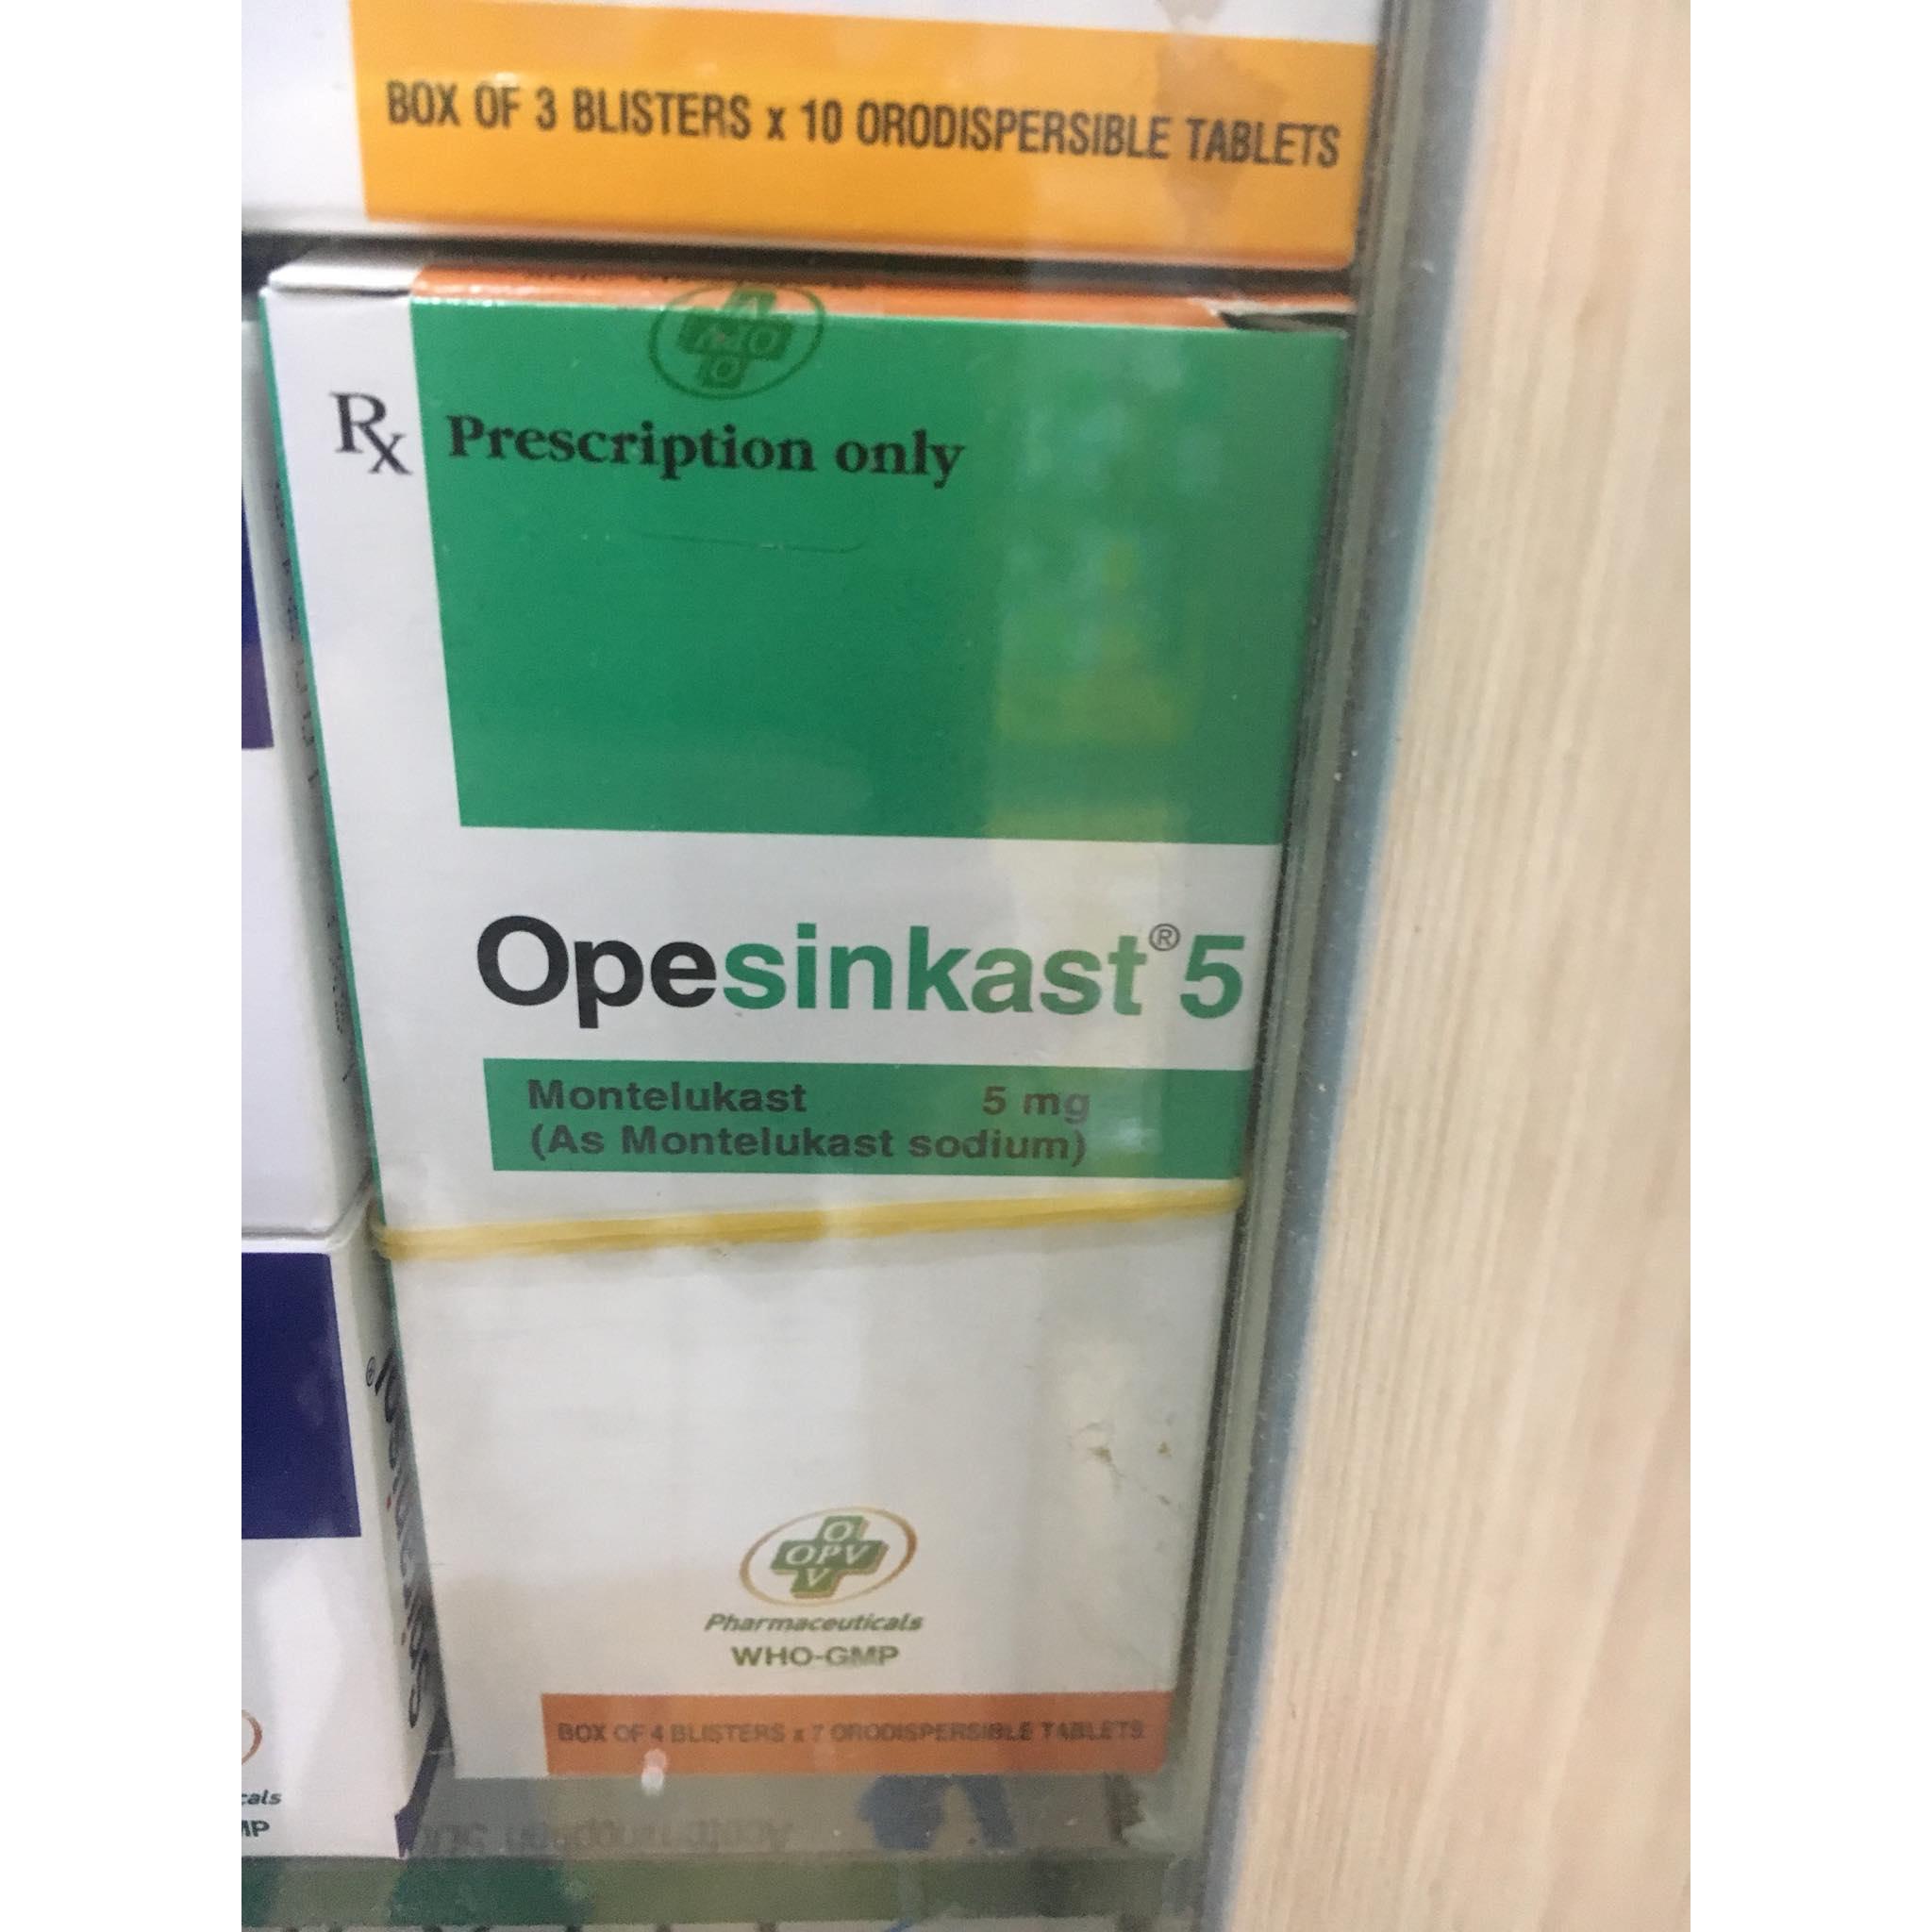 BOX OF 3 BLISTERS x 10 ORODISPERSIBLE TABLETS
OPV
Rx Prescription only
Opesinkast® 5
Montelukast 5 mg
(As Montelukast sodium)
O
OPV
V
Pharmaceuticals
WHO-GMP
BOX OF 4 BLISTERS x 7 ORODISPERSIBLE TABLETS